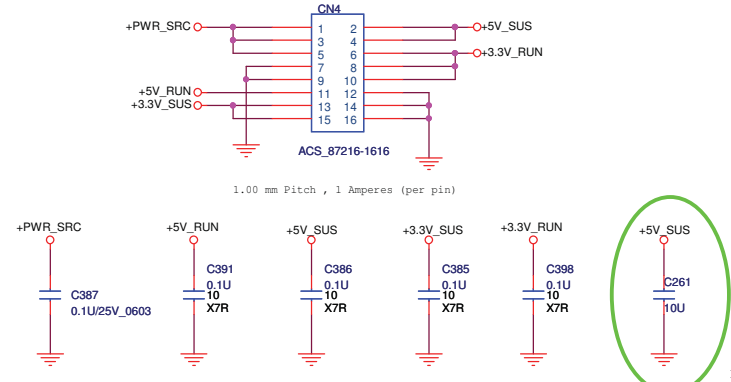 CN4
+PWR_SRC 1 2 +5V_SUS
3 4
5 6 +3.3V_RUN
7 8
9 10
+5V_RUN 11 12
+3.3V_SUS 13 14
15 16
ACS_87216-1616
1.00 mm Pitch , 1 Amperes (per pin)
+PWR_SRC
C387
0.1U/25V_0603
+5V_RUN
C391
0.1U
10
X7R
+5V_SUS
C386
0.1U
10
X7R
+3.3V_SUS
C385
0.1U
10
X7R
+3.3V_RUN
C398
0.1U
10
X7R
+5V_SUS
C261
10U